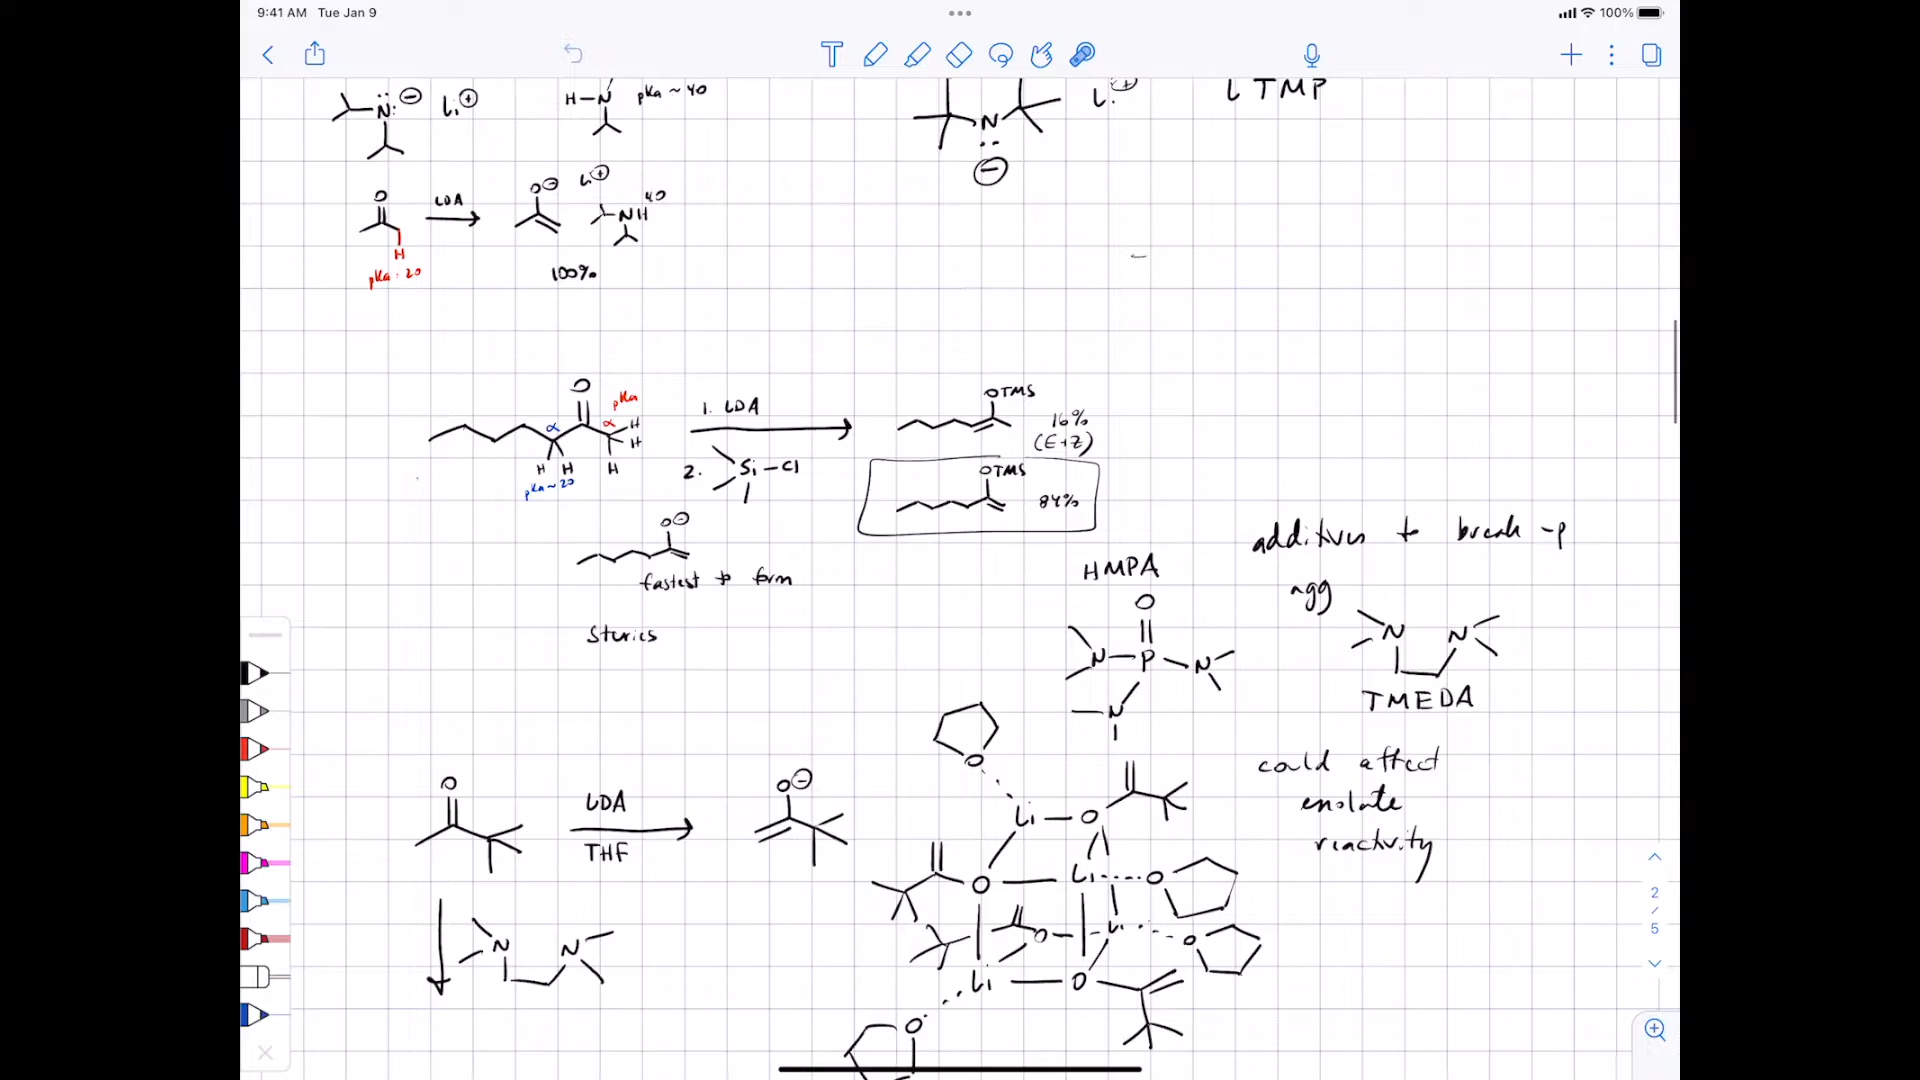 9:41 AM Tue Jan 9
100%
N ⊖ Li ⊕
H-N pKa ~ 40
N ⊖ Li ⊕
LTMP
O LDA O⊖ Li⊕ NH 40
H
pKa = 20
100%
O
pKa
α α H
H
H H H
pKa ~ 20
1. LDA
2. Si-Cl
OTMS
16%
(E+Z)
OTMS
84%
O⊖
fastest to form
Sterics
additives to break up
agg
HMPA
O
N P N
N
N N
TMEDA
could affect
enolate
reactivity
O
LDA
THF
O⊖
N N
O
Li O
O Li O
O Li O
Li O
O
2
/
5